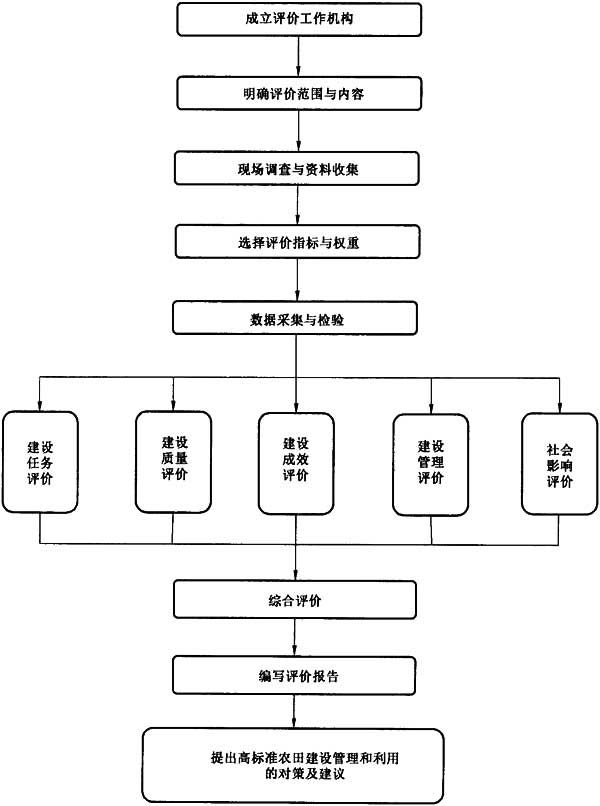 成立评价工作机构
明确评价范围与内容
现场调查与资料收集
选择评价指标与权重
数据采集与检验
建设
任务
评价
建设
质量
评价
建设
成效
评价
建设
管理
评价
社会
影响
评价
综合评价
编写评价报告
提出高标准农田建设管理和利用
的对策及建议